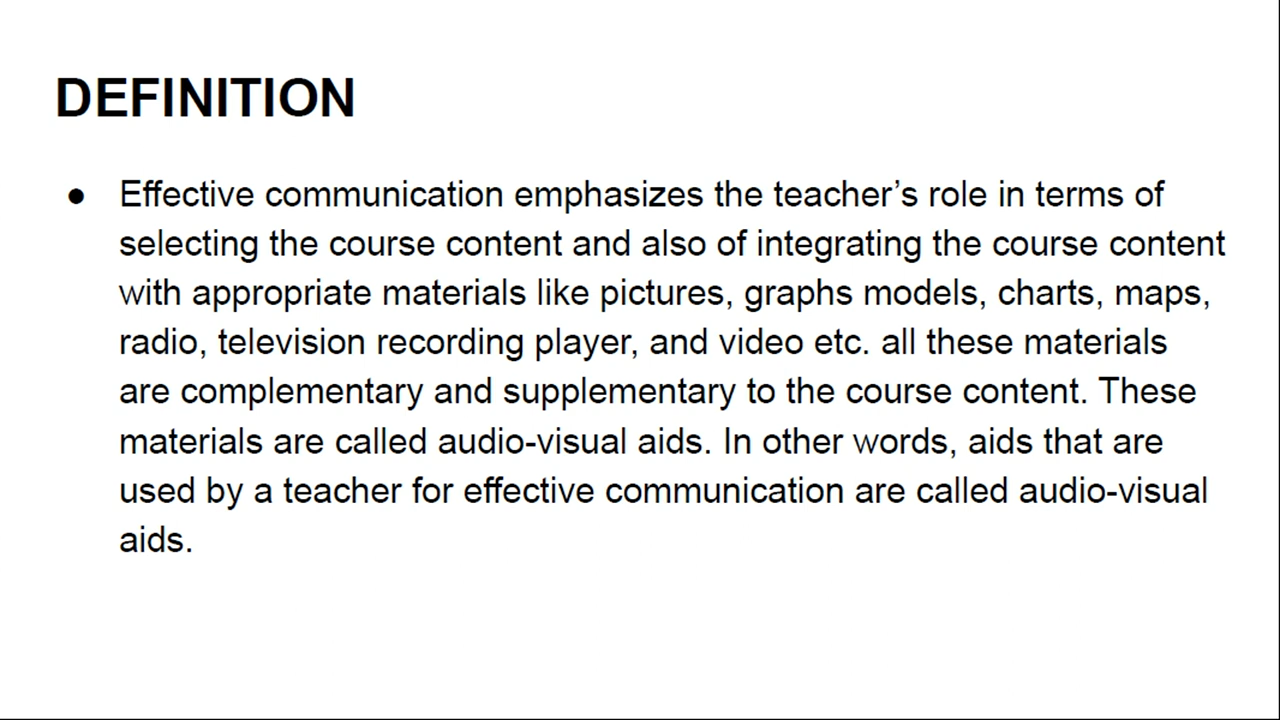 DEFINITION
● Effective communication emphasizes the teacher’s role in terms of
selecting the course content and also of integrating the course content
with appropriate materials like pictures, graphs models, charts, maps,
radio, television recording player, and video etc. all these materials
are complementary and supplementary to the course content. These
materials are called audio-visual aids. In other words, aids that are
used by a teacher for effective communication are called audio-visual
aids.